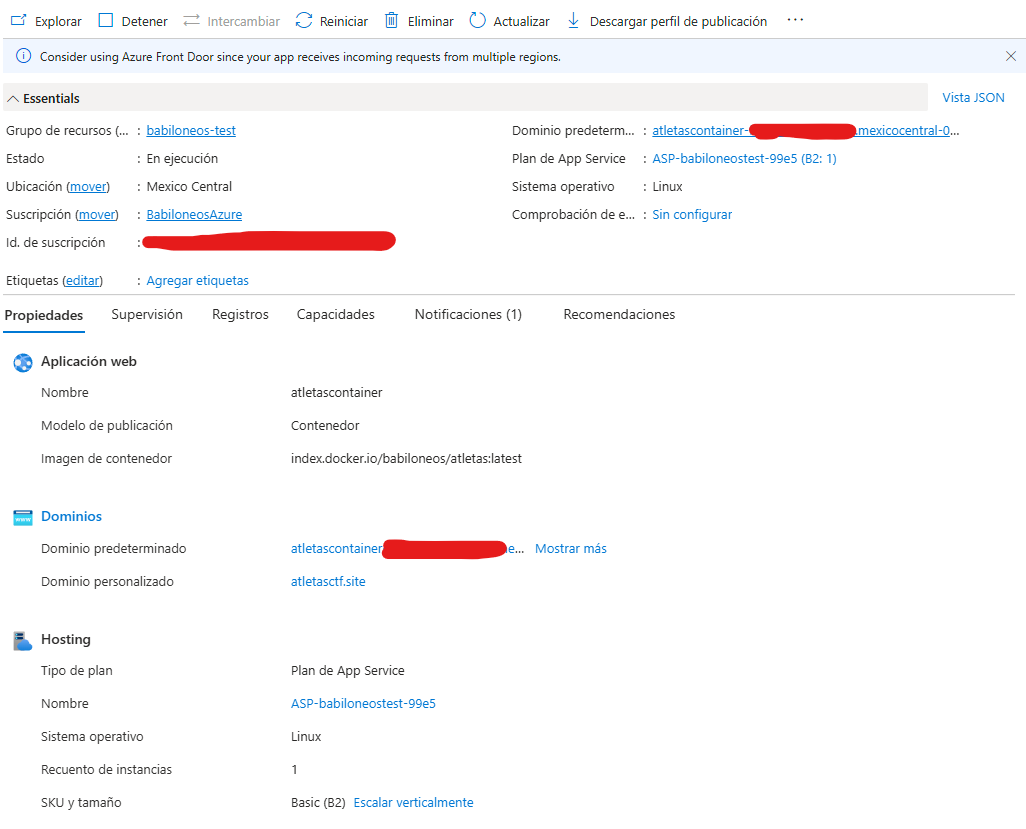 Explorar Detener Intercambiar Reiniciar Eliminar Actualizar Descargar perfil de publicación ...
Consider using Azure Front Door since your app receives incoming requests from multiple regions.
Essentials
Vista JSON
Grupo de recursos (... : babiloneos-test
Estado : En ejecución
Ubicación (mover) : Mexico Central
Suscripción (mover) : BabiloneosAzure
Id. de suscripción :
Etiquetas (editar) : Agregar etiquetas
Dominio predeterm... : atletascontainer- .mexicocentral-0...
Plan de App Service : ASP-babiloneostest-99e5 (B2: 1)
Sistema operativo : Linux
Comprobación de e... : Sin configurar
Propiedades Supervisión Registros Capacidades Notificaciones (1) Recomendaciones
Aplicación web
Nombre atletascontainer
Modelo de publicación Contenedor
Imagen de contenedor index.docker.io/babiloneos/atletas:latest
Dominios
www
Dominio predeterminado atletascontainer e... Mostrar más
Dominio personalizado atletasctf.site
Hosting
Tipo de plan Plan de App Service
Nombre ASP-babiloneostest-99e5
Sistema operativo Linux
Recuento de instancias 1
SKU y tamaño Basic (B2) Escalar verticalmente